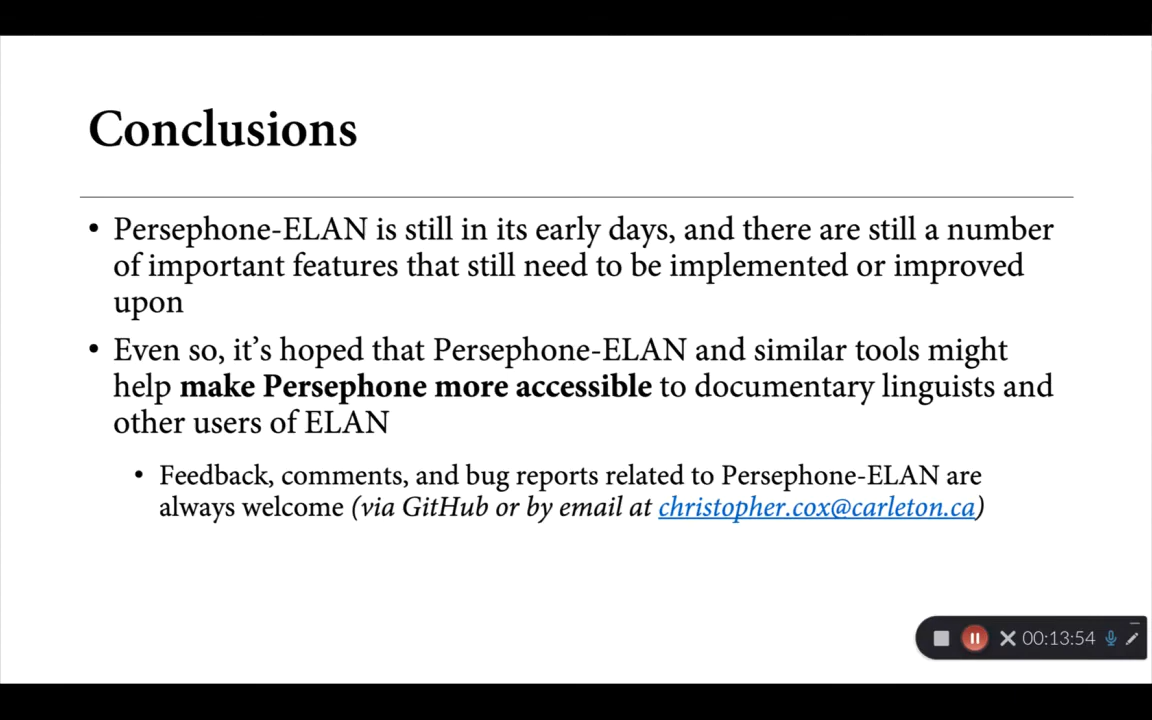 Conclusions
• Persephone-ELAN is still in its early days, and there are still a number
of important features that still need to be implemented or improved
upon
• Even so, it’s hoped that Persephone-ELAN and similar tools might
help make Persephone more accessible to documentary linguists and
other users of ELAN
• Feedback, comments, and bug reports related to Persephone-ELAN are
always welcome (via GitHub or by email at christopher.cox@carleton.ca)
00:13:54